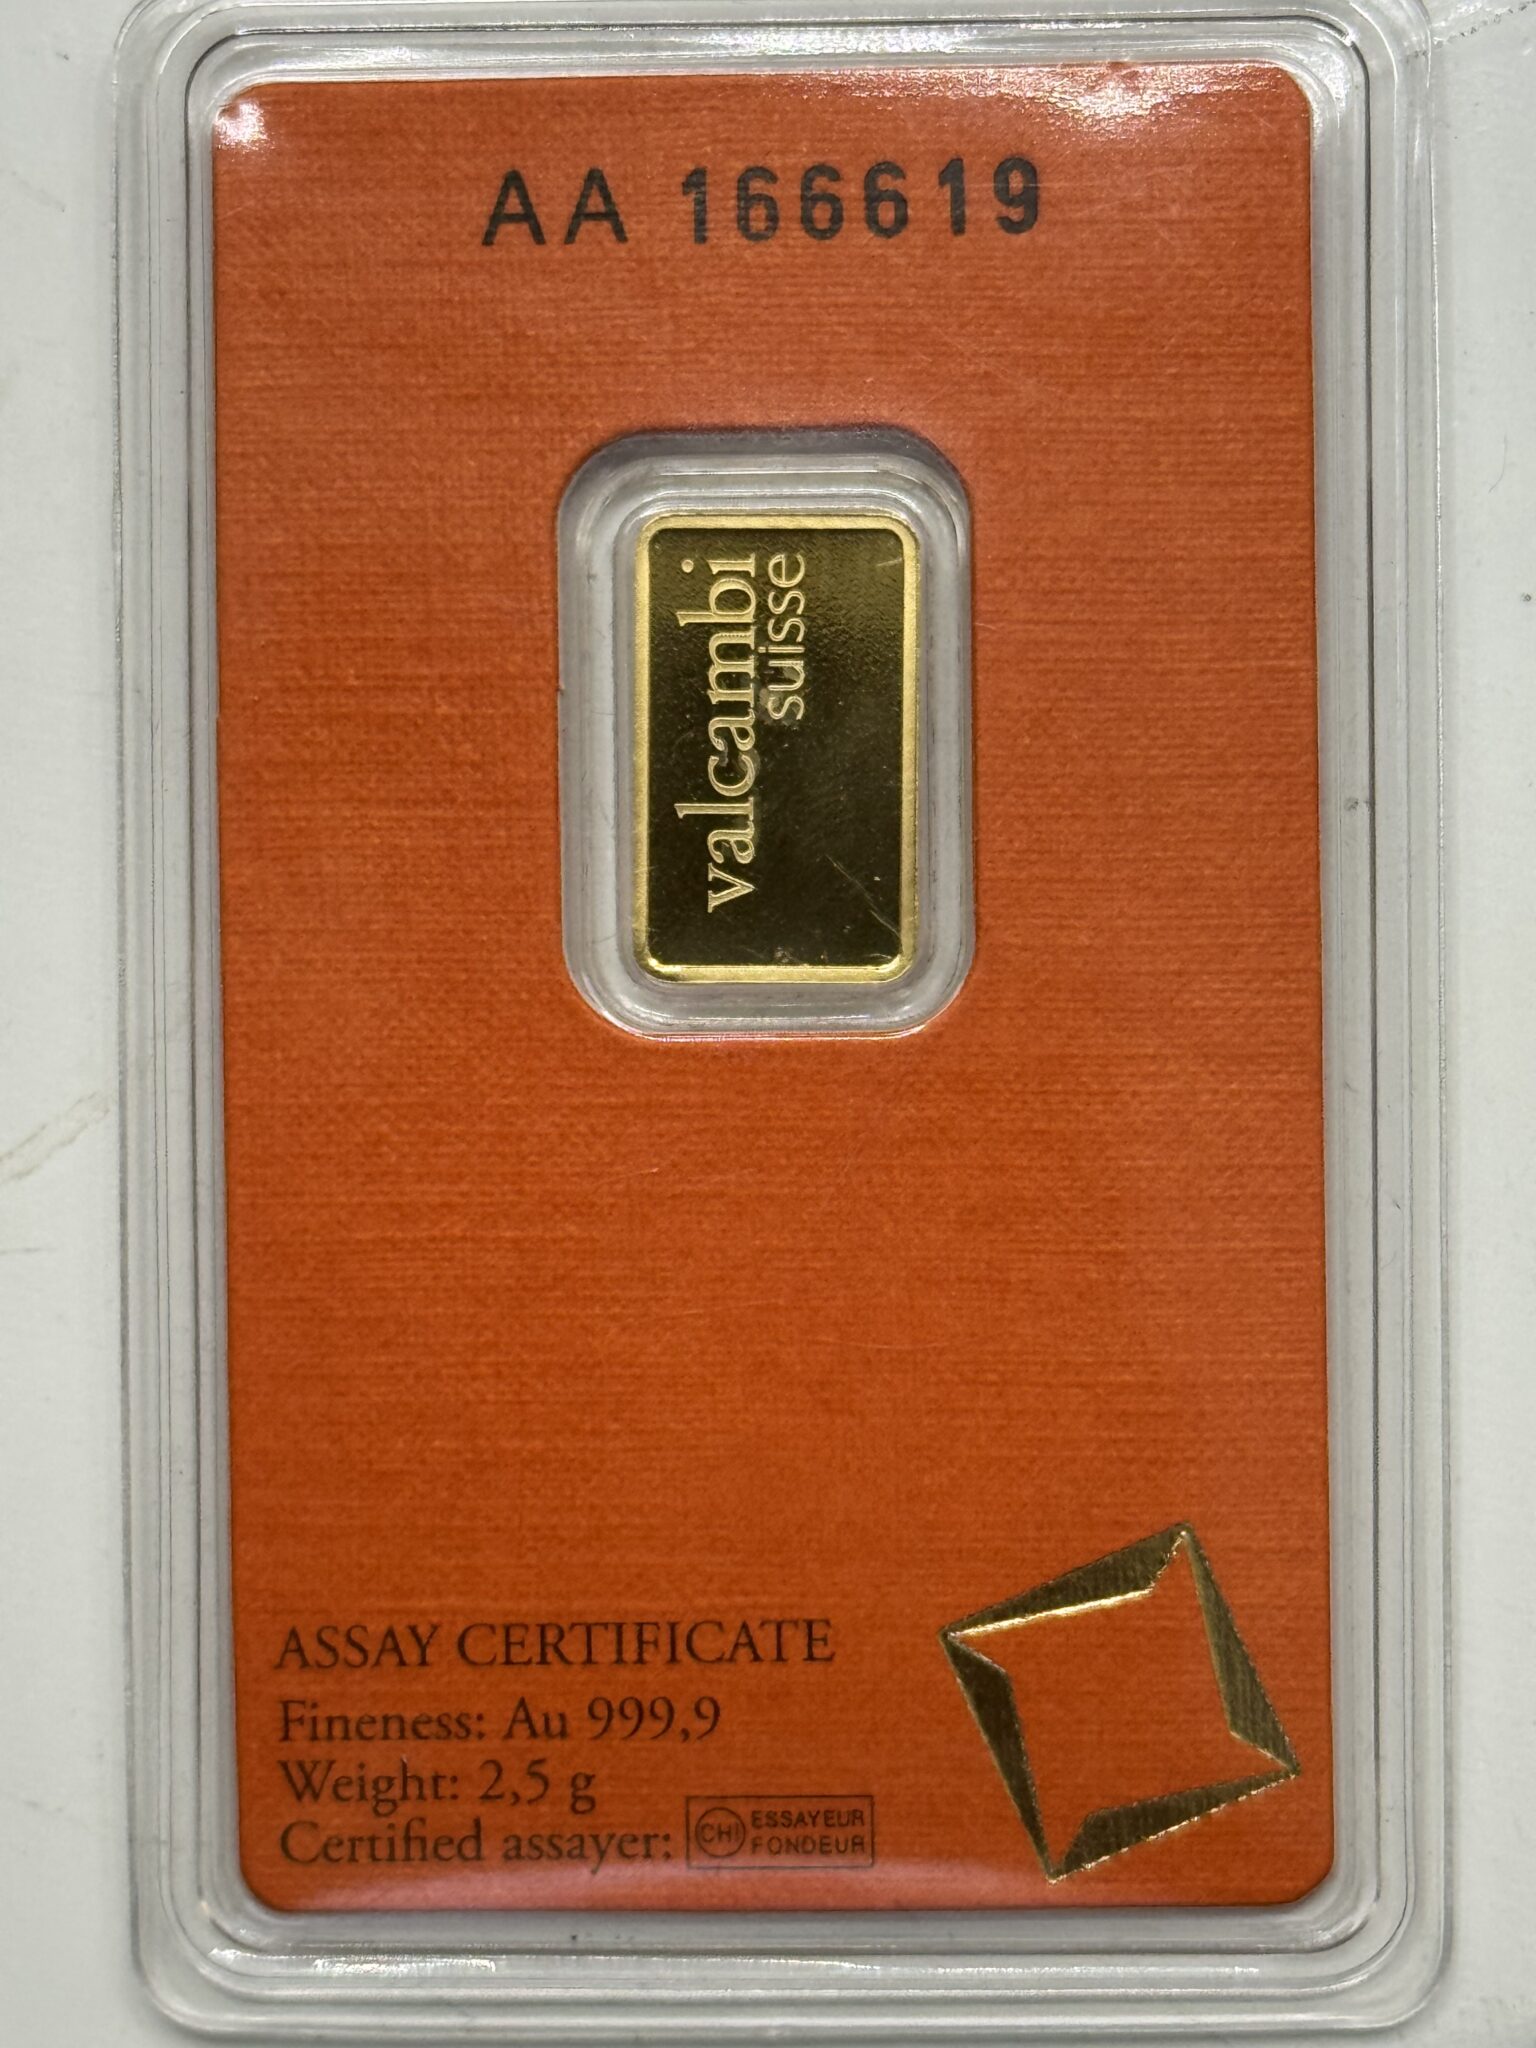 AA 166619
valcambi
suisse
ASSAY CERTIFICATE
Fineness: Au 999,9
Weight: 2,5 g
Certified assayer: CHI ESSAYEUR
FONDEUR